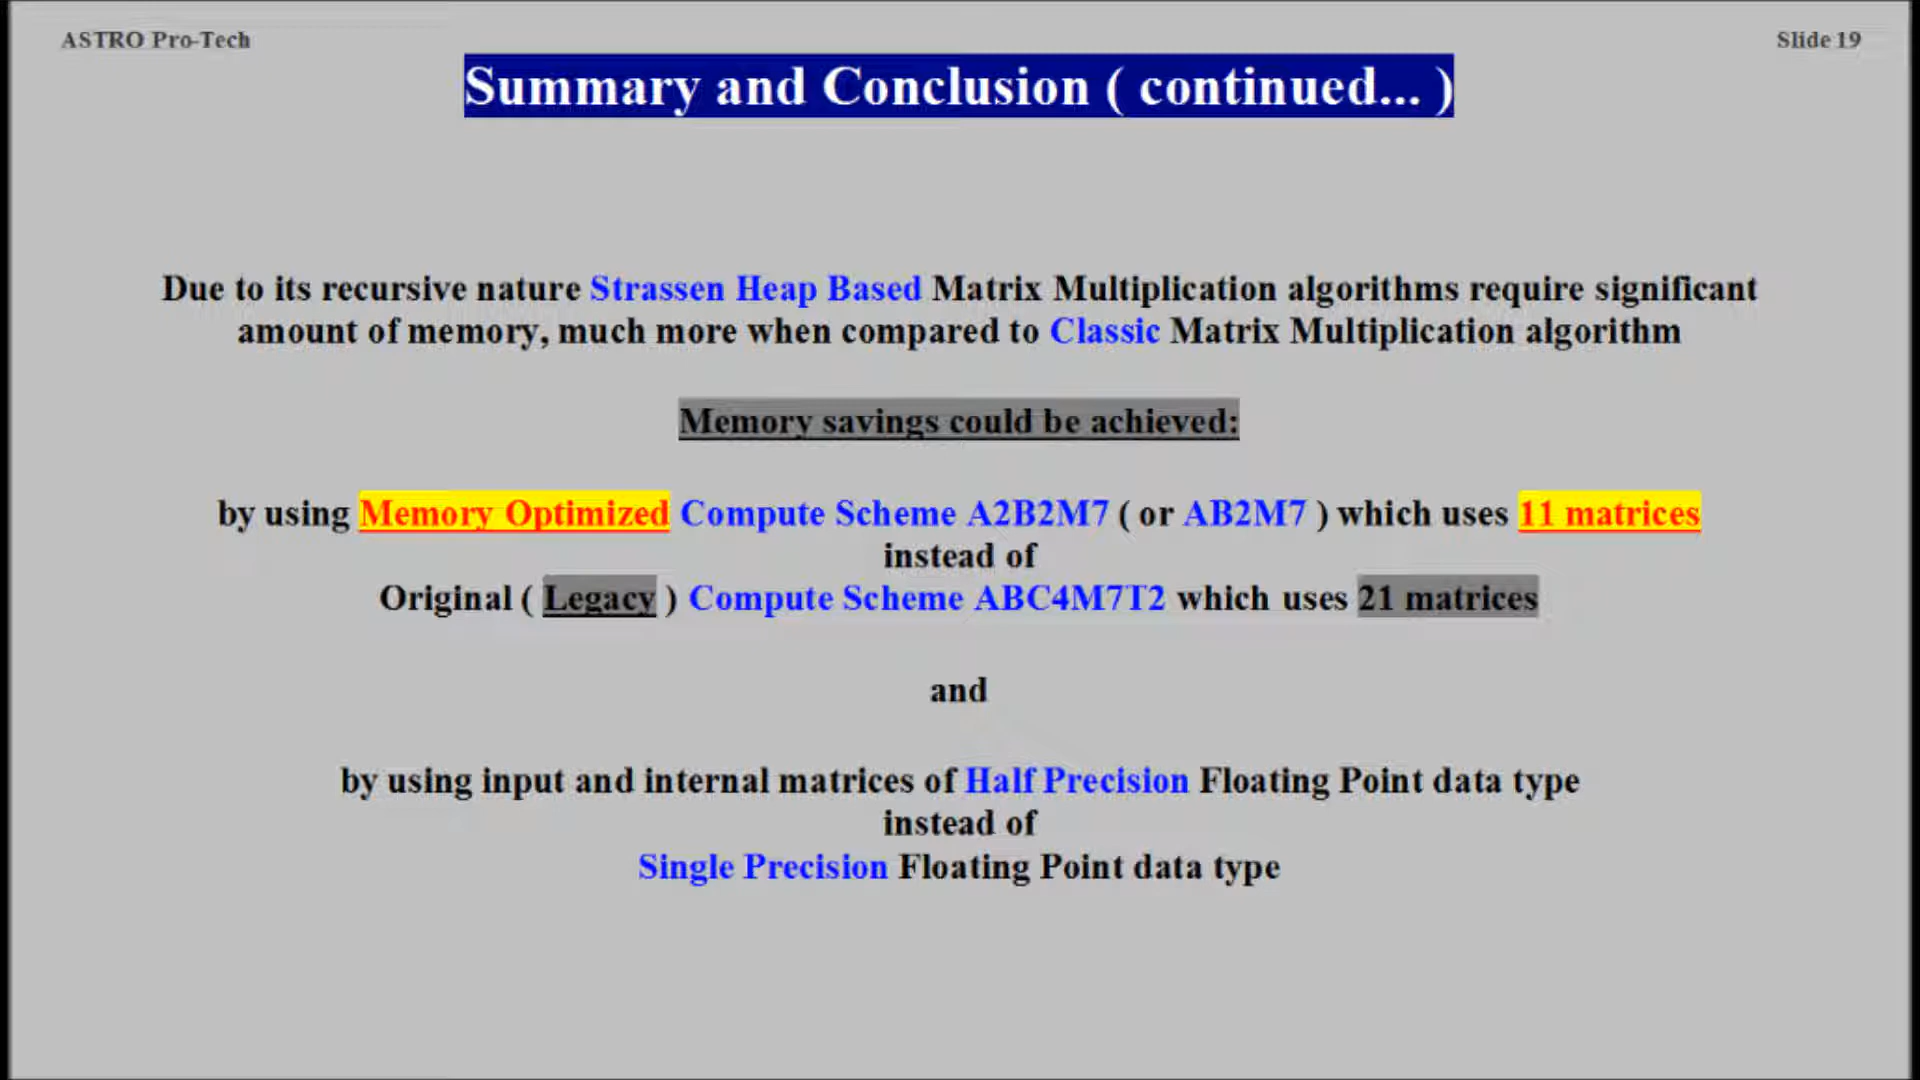 ASTRO Pro-Tech
Slide 19
Summary and Conclusion ( continued... )
Due to its recursive nature Strassen Heap Based Matrix Multiplication algorithms require significant
amount of memory, much more when compared to Classic Matrix Multiplication algorithm
Memory savings could be achieved:
by using Memory Optimized Compute Scheme A2B2M7 ( or AB2M7 ) which uses 11 matrices
instead of
Original ( Legacy ) Compute Scheme ABC4M7T2 which uses 21 matrices
and
by using input and internal matrices of Half Precision Floating Point data type
instead of
Single Precision Floating Point data type